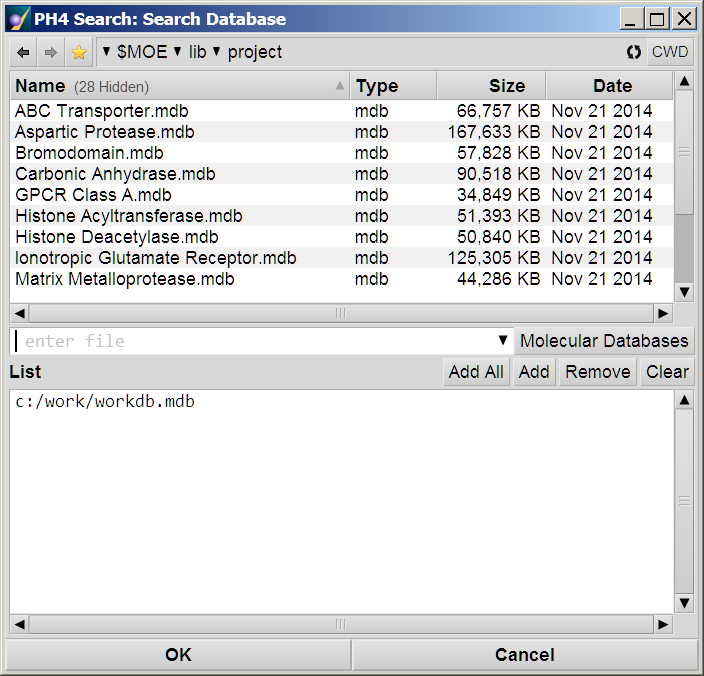 PH4 Search: Search Database
$MOE lib project CWD
Name (28 Hidden) Type Size Date
ABC Transporter.mdb mdb 66,757 KB Nov 21 2014
Aspartic Protease.mdb mdb 167,633 KB Nov 21 2014
Bromodomain.mdb mdb 57,828 KB Nov 21 2014
Carbonic Anhydrase.mdb mdb 90,518 KB Nov 21 2014
GPCR Class A.mdb mdb 34,849 KB Nov 21 2014
Histone Acyltransferase.mdb mdb 51,393 KB Nov 21 2014
Histone Deacetylase.mdb mdb 50,840 KB Nov 21 2014
Ionotropic Glutamate Receptor.mdb mdb 125,305 KB Nov 21 2014
Matrix Metalloprotease.mdb mdb 44,286 KB Nov 21 2014
enter file Molecular Databases
List Add All Add Remove Clear
c:/work/workdb.mdb
OK Cancel